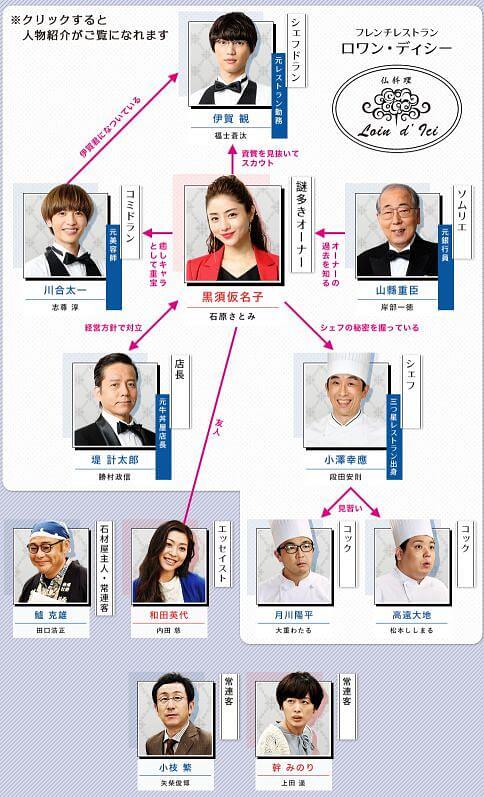 ※クリックすると
人物紹介がご覧になれます
フレンチレストラン
ロワン・ディシー
仏料理
Loin d'Ici
シェフドラン
元レストラン勤務
伊賀 観
福士蒼汰
伊賀君になついている
資質を見抜いて
スカウト
コミドラン
元美容師
川合太一
志尊 淳
癒しキャラ
として重宝
謎多きオーナー
黒須仮名子
石原さとみ
オーナーの
過去を知る
ソムリエ
元銀行員
山縣重臣
岸部一徳
経営方針で対立
シェフの秘密を握っている
店長
元牛丼屋店長
堤 計太郎
勝村政信
友人
シェフ
三つ星レストラン出身
小澤幸應
段田安則
見習い
石材屋主人・常連客
鱸 克雄
田口浩正
エッセイスト
和田英代
内田 慈
コック
月川陽平
大重わたる
コック
高遠大地
松本ししまる
常連客
小枝 繁
矢柴俊博
常連客
幹 みのり
上田 遥